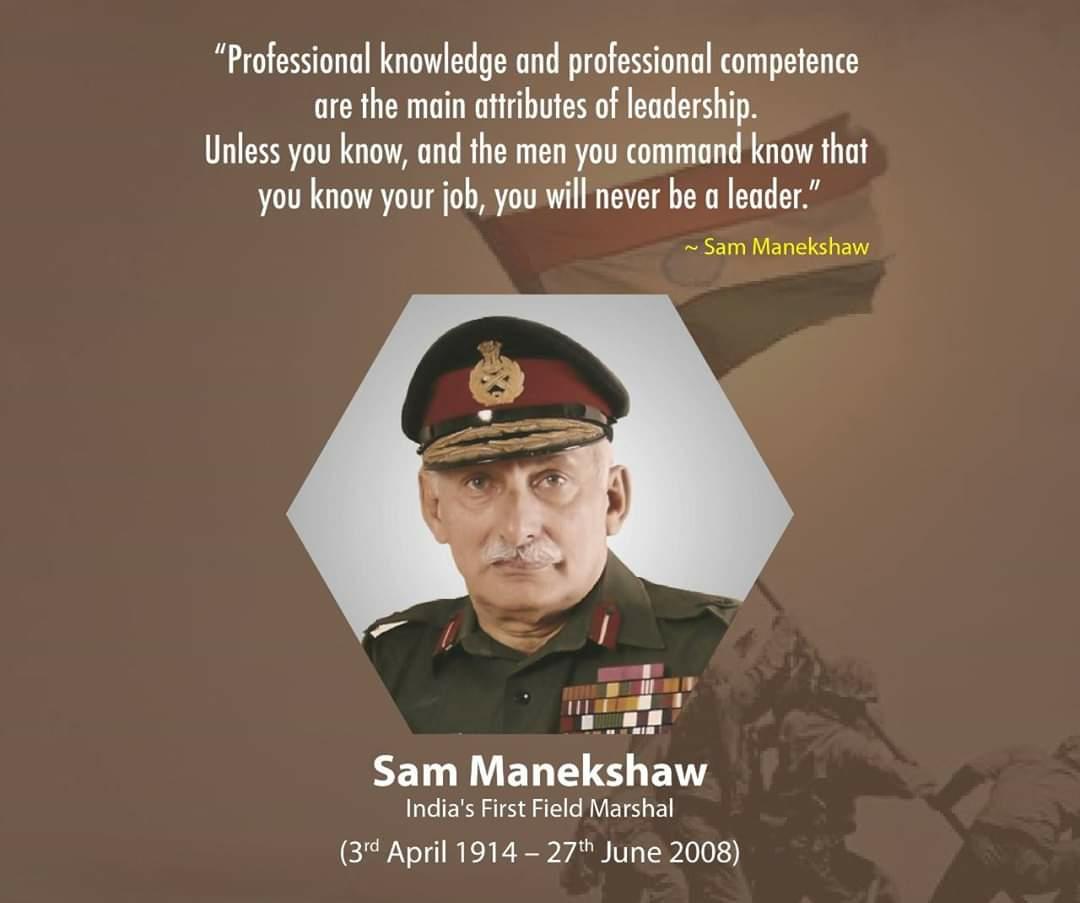 “Professional knowledge and professional competence
are the main attributes of leadership.
Unless you know, and the men you command know that
you know your job, you will never be a leader.”
~ Sam Manekshaw
Sam Manekshaw
India's First Field Marshal
(3rd April 1914 – 27th June 2008)